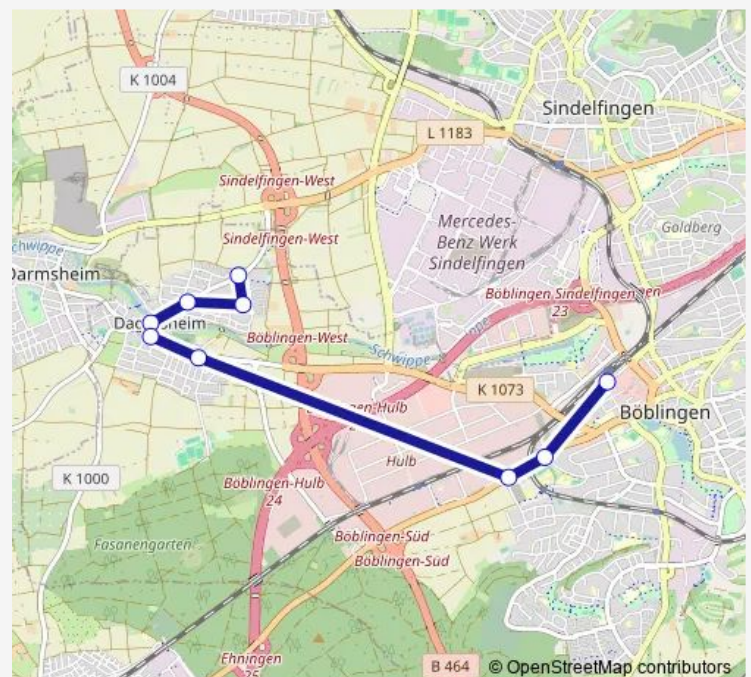 K 1004
Sindelfingen
L 1183
Sindelfingen-West
Mercedes-
Benz Werk
Sindelfingen
Goldberg
Sindelfingen-West
Schwippe
Darmsheim
Böblingen Sindelfingen
23
Böblingen-West
Schwippe
K 1073
Böblingen
Hulb
K 1000
Böblingen-Hulb
24
Böblingen-Süd
Fasanengarten
Böblingen-Süd
Ehningen
25
B 464
© OpenStreetMap contributors